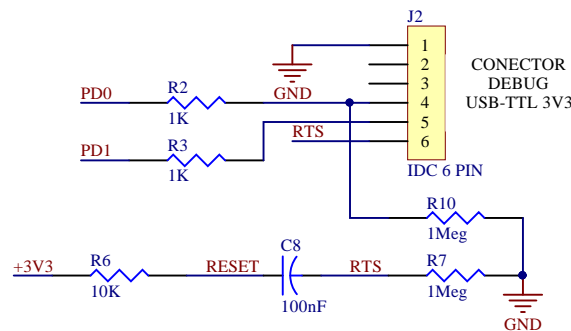 J2
1
2
3
4
5
6
CONECTOR
DEBUG
USB-TTL 3V3
IDC 6 PIN
GND
PD0
R2
1K
PD1
R3
1K
RTS
R10
1Meg
+3V3
R6
10K
RESET
C8
100nF
RTS
R7
1Meg
GND